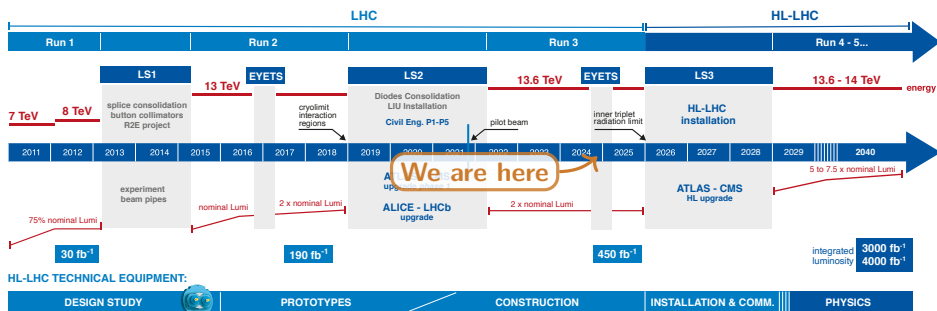 LHC HL-LHC
Run 1 Run 2 Run 3 Run 4 - 5...
LS1 EYETS LS2 EYETS LS3
13 TeV 13.6 TeV 13.6 - 14 TeV
energy
7 TeV 8 TeV
splice consolidation
button collimators
R2E project
cryolimit
interaction
regions
Diodes Consolidation
LIU Installation
Civil Eng. P1-P5
pilot beam
inner triplet
radiation limit
HL-LHC
installation
2011 2012 2013 2014 2015 2016 2017 2018 2019 2020 2021 2022 2023 2024 2025 2026 2027 2028 2029 2040
We are here
5 to 7.5 x nominal Lumi
experiment
beam pipes
upgrade phase 1
ATLAS - CMS
HL upgrade
ALICE - LHCb
upgrade
75% nominal Lumi
nominal Lumi
2 x nominal Lumi
2 x nominal Lumi
30 fb-1
190 fb-1
450 fb-1
integrated
luminosity
3000 fb-1
4000 fb-1
HL-LHC TECHNICAL EQUIPMENT:
DESIGN STUDY PROTOTYPES CONSTRUCTION INSTALLATION & COMM. PHYSICS